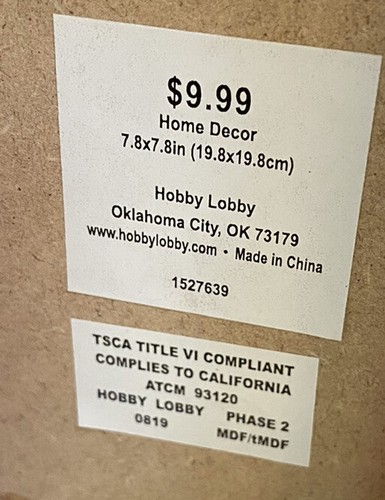 $9.99
Home Decor
7.8x7.8in (19.8x19.8cm)
Hobby Lobby
Oklahoma City, OK 73179
www.hobbylobby.com • Made in China
1527639
TSCA TITLE VI COMPLIANT
COMPLIES TO CALIFORNIA
ATCM 93120
HOBBY LOBBY PHASE 2
0819 MDF/tMDF